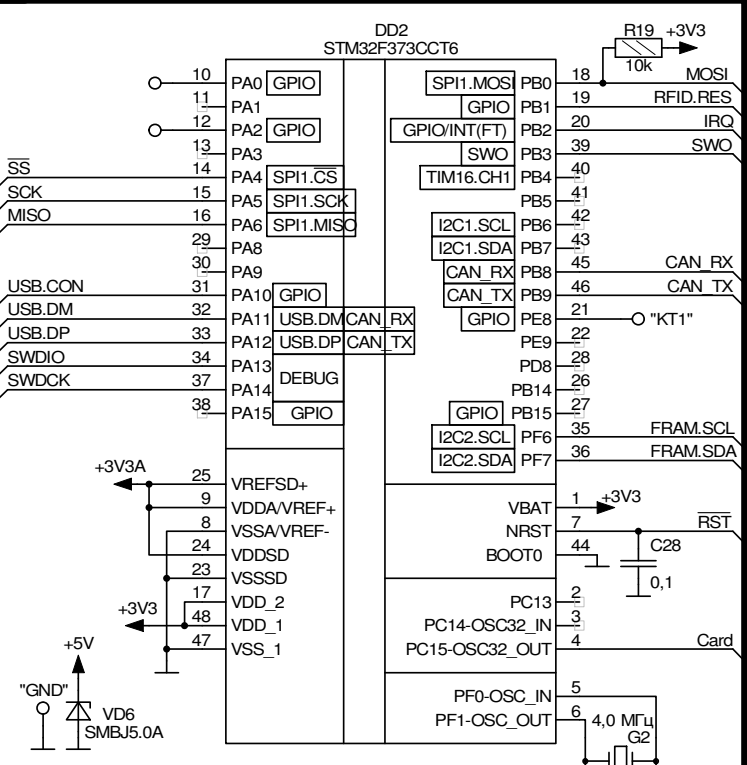 DD2
STM32F373CCT6
R19 +3V3
10k
10 PA0 GPIO
11 PA1
12 PA2 GPIO
13 PA3
SS 14 PA4 SPI1.CS
SCK 15 PA5 SPI1.SCK
MISO 16 PA6 SPI1.MISO
29 PA8
30 PA9
USB.CON 31 PA10 GPIO
USB.DM 32 PA11 USB.DM CAN_RX
USB.DP 33 PA12 USB.DP CAN_TX
SWDIO 34 PA13
DEBUG
SWDCK 37 PA14
38 PA15 GPIO
SPI1.MOSI PB0 18 MOSI
GPIO PB1 19 RFID.RES
GPIO/INT(FT) PB2 20 IRQ
SWO PB3 39 SWO
TIM16.CH1 PB4 40
PB5 41
I2C1.SCL PB6 42
I2C1.SDA PB7 43
CAN_RX PB8 45 CAN_RX
CAN_TX PB9 46 CAN_TX
GPIO PE8 21 "KT1"
PE9 22
PD8 28
PB14 26
GPIO PB15 27
I2C2.SCL PF6 35 FRAM.SCL
I2C2.SDA PF7 36 FRAM.SDA
+3V3A
25 VREFSD+
9 VDDA/VREF+
8 VSSA/VREF-
24 VDDSD
23 VSSSD
17 VDD_2
+3V3 48 VDD_1
47 VSS_1
VBAT 1 +3V3
NRST 7 RST
BOOT0 44
C28
0,1
PC13 2
PC14-OSC32_IN 3
PC15-OSC32_OUT 4 Card
PF0-OSC_IN 5
PF1-OSC_OUT 6
4,0 МГц
G2
+5V
"GND"
VD6
SMBJ5.0A